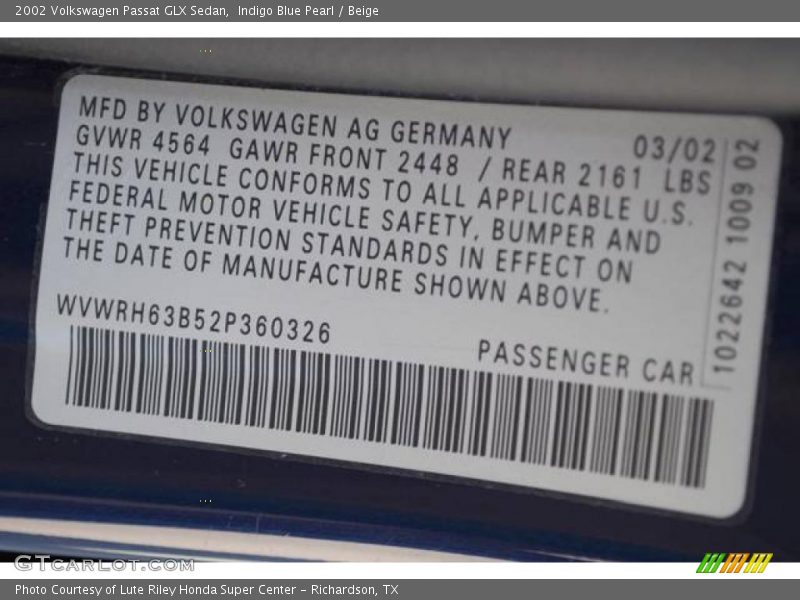 2002 Volkswagen Passat GLX Sedan,  Indigo Blue Pearl / Beige
MFD BY VOLKSWAGEN AG GERMANY 03/02
GVWR 4564 GAWR FRONT 2448 / REAR 2161 LBS
THIS VEHICLE CONFORMS TO ALL APPLICABLE U.S.
FEDERAL MOTOR VEHICLE SAFETY, BUMPER AND
THEFT PREVENTION STANDARDS IN EFFECT ON
THE DATE OF MANUFACTURE SHOWN ABOVE.
WVWRH63B52P360326
PASSENGER CAR
1022642 1009 02
GTCarLot.com
Photo Courtesy of Lute Riley Honda Super Center - Richardson, TX